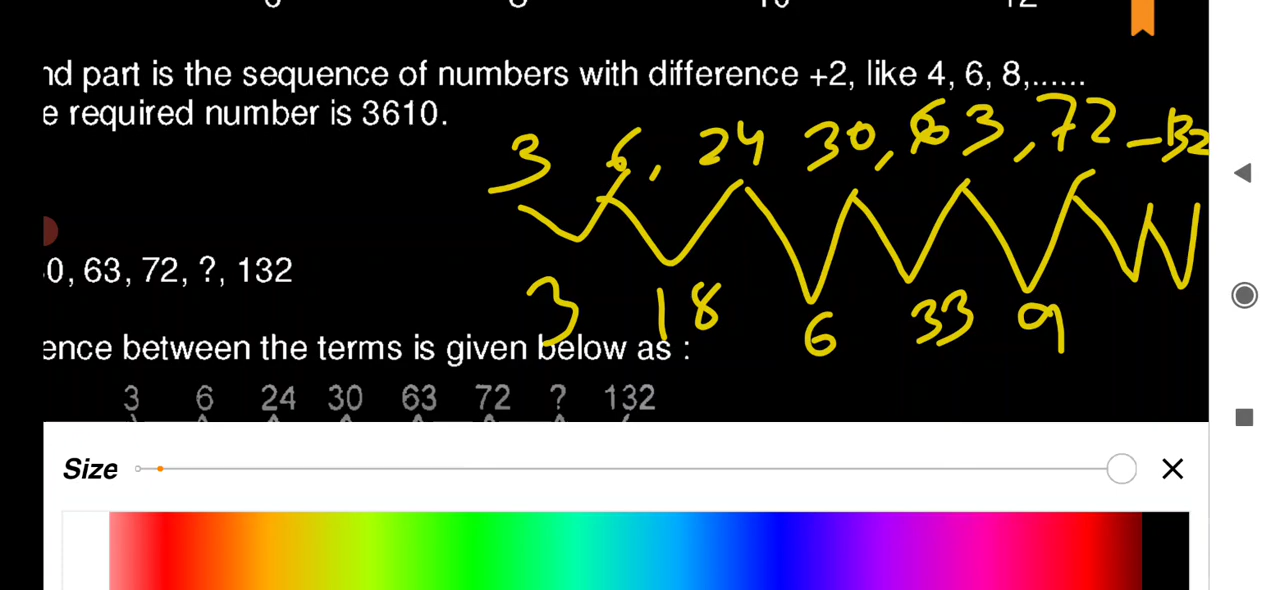 nd part is the sequence of numbers with difference +2, like 4, 6, 8,......
e required number is 3610.
3 6, 24 30, 63, 72 - 132
0, 63, 72, ?, 132
3 18 6 33 9
ence between the terms is given below as :
3 6 24 30 63 72 ? 132
Size